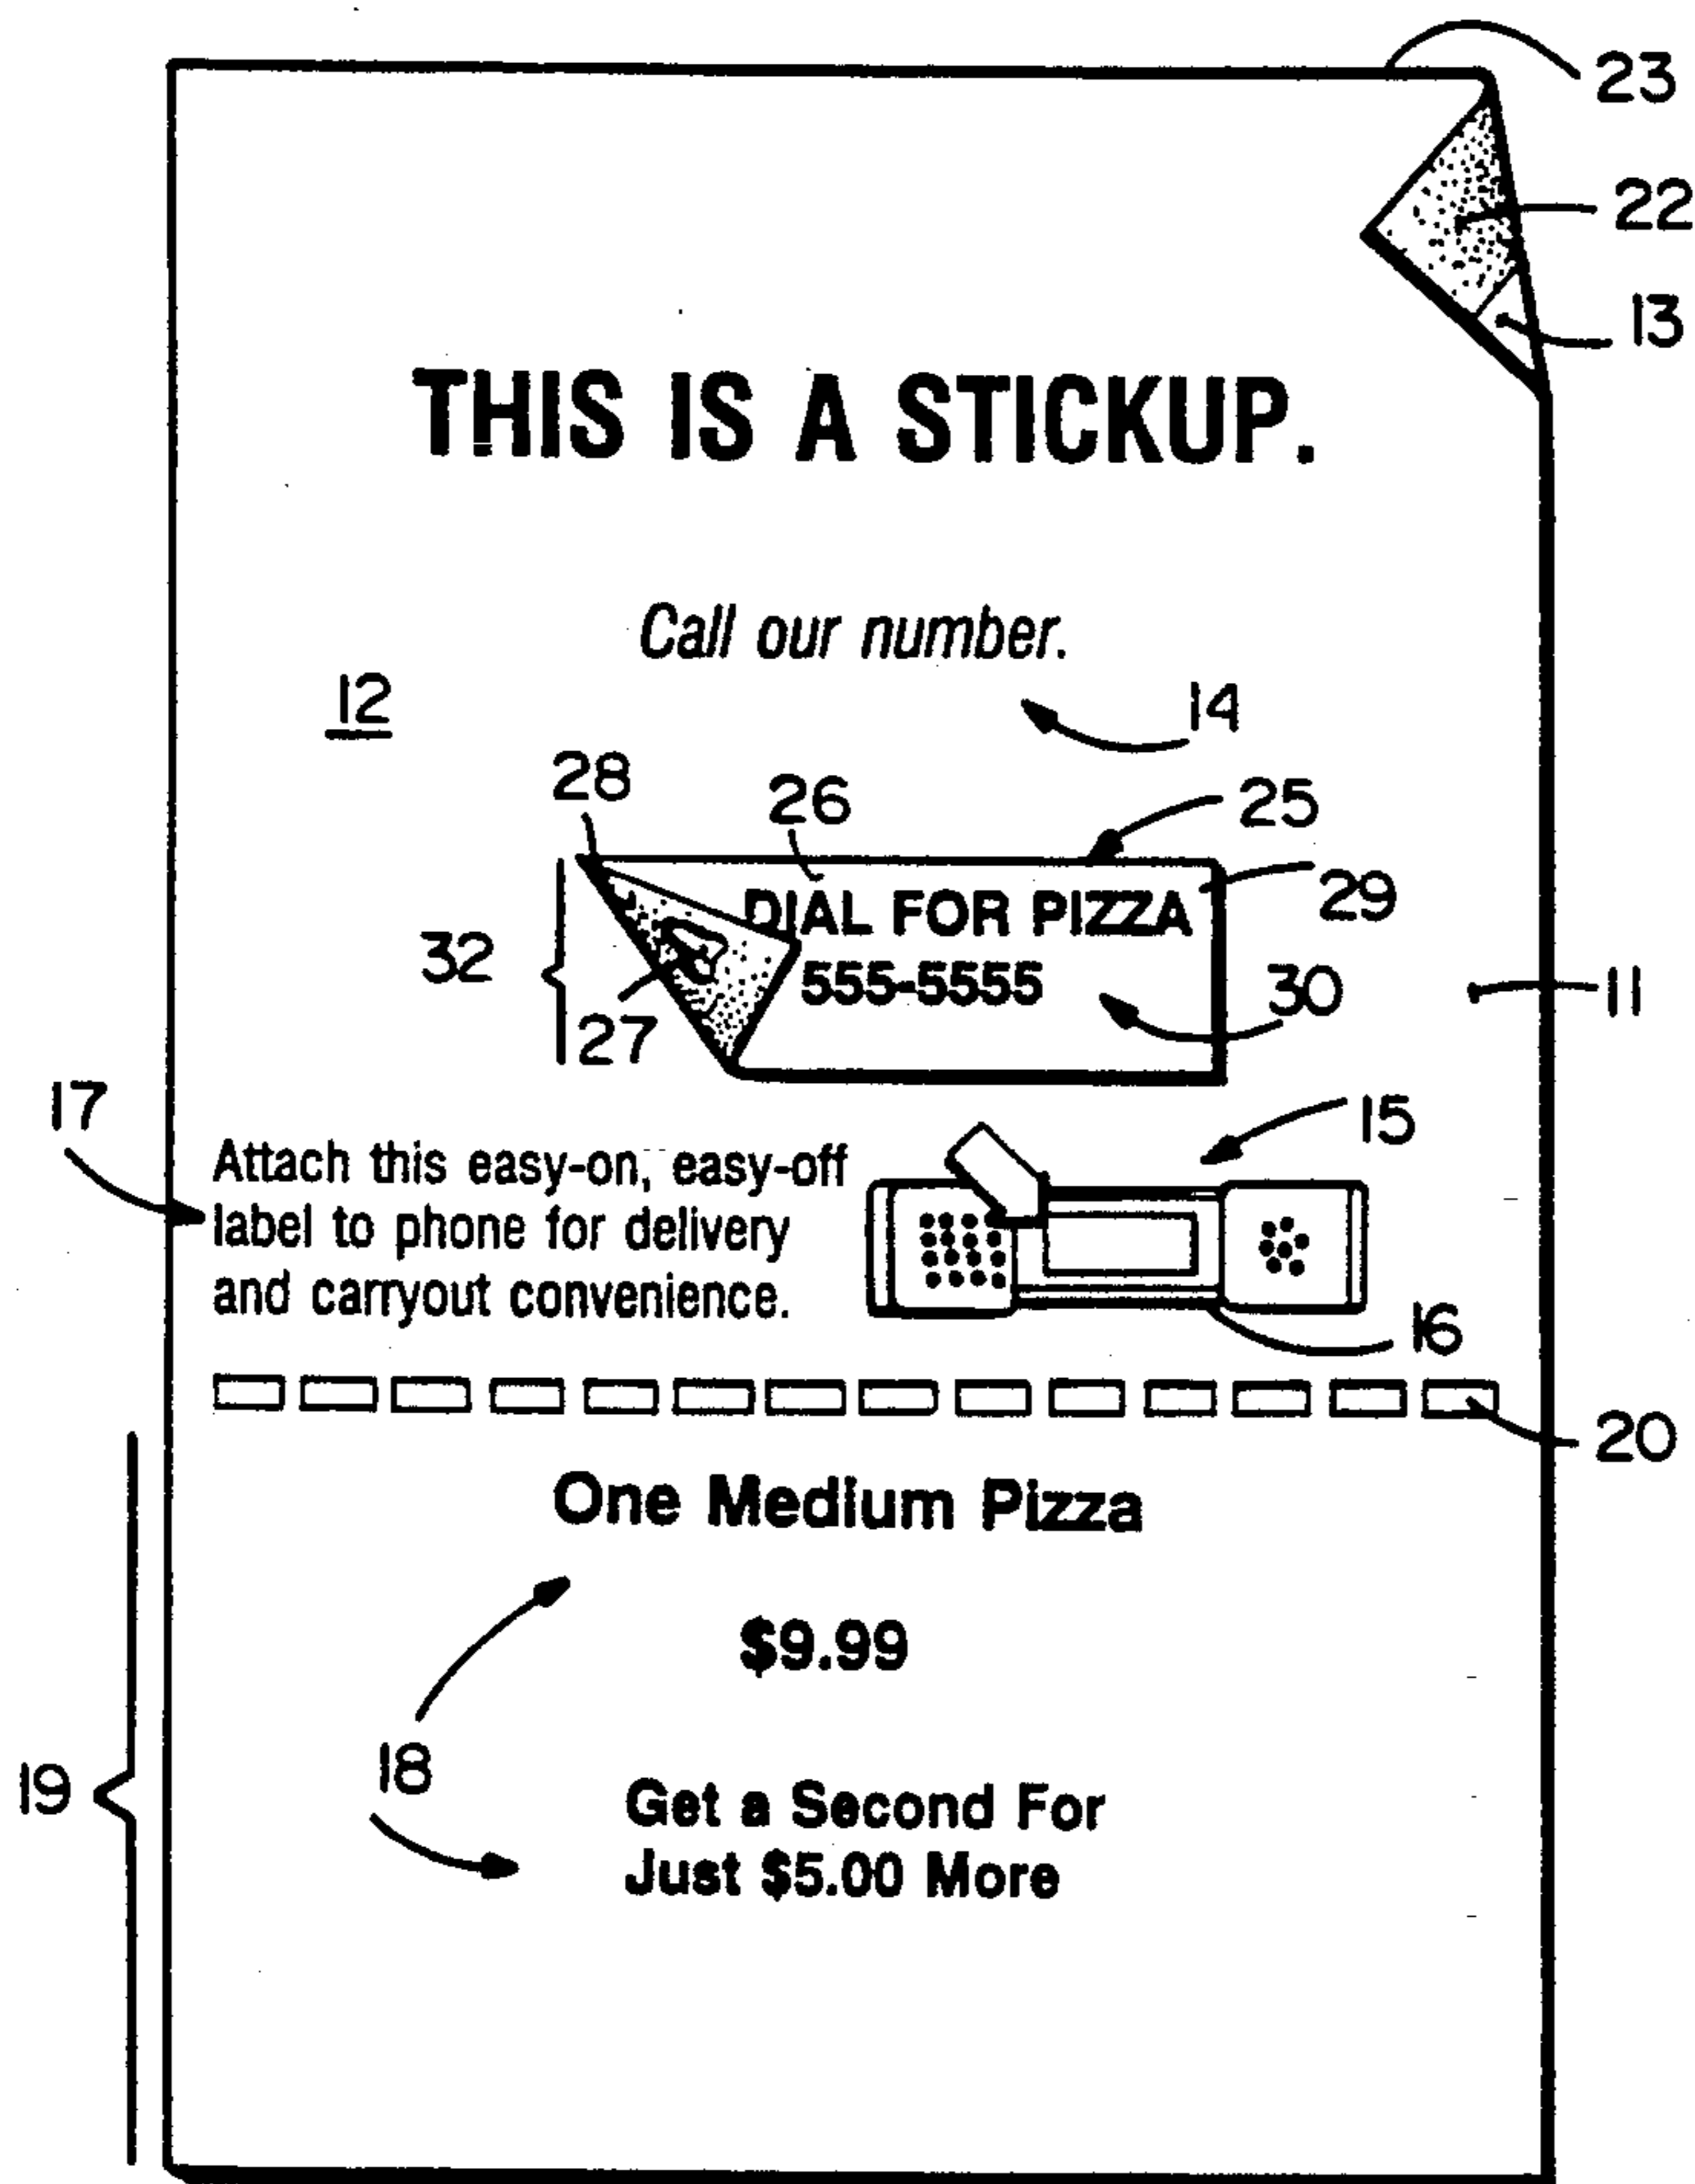 23
22
13
THIS IS A STICKUP.
Call our number.
12
14
28
26
25
DIAL FOR PIZZA
29
32
555-5555
30
11
27
17
15
Attach this easy-on, easy-off
label to phone for delivery
and carryout convenience.
16
20
One Medium Pizza
$9.99
18
19
Get a Second For
Just $5.00 More